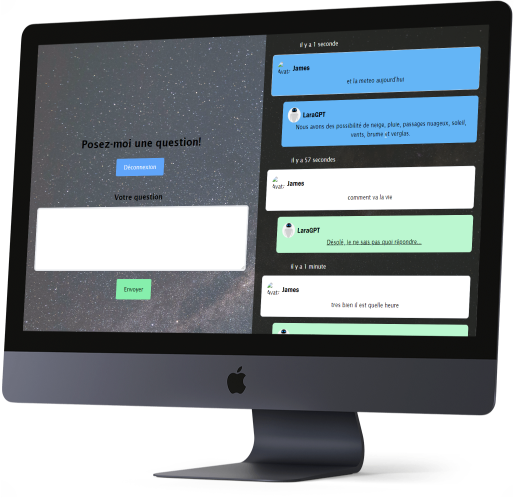 Posez-moi une question!
Déconnexion
Votre question
Envoyer
il y a 1 seconde
James
et la meteo aujourd'hui
LaraGPT
Nous avons des possibilité de neige, pluie, passages nuageux, soleil,
vents, brume et verglas.
il y a 57 secondes
James
comment va la vie
LaraGPT
Désolé, je ne sais pas quoi répondre...
il y a 1 minute
James
tres bien il est quelle heure